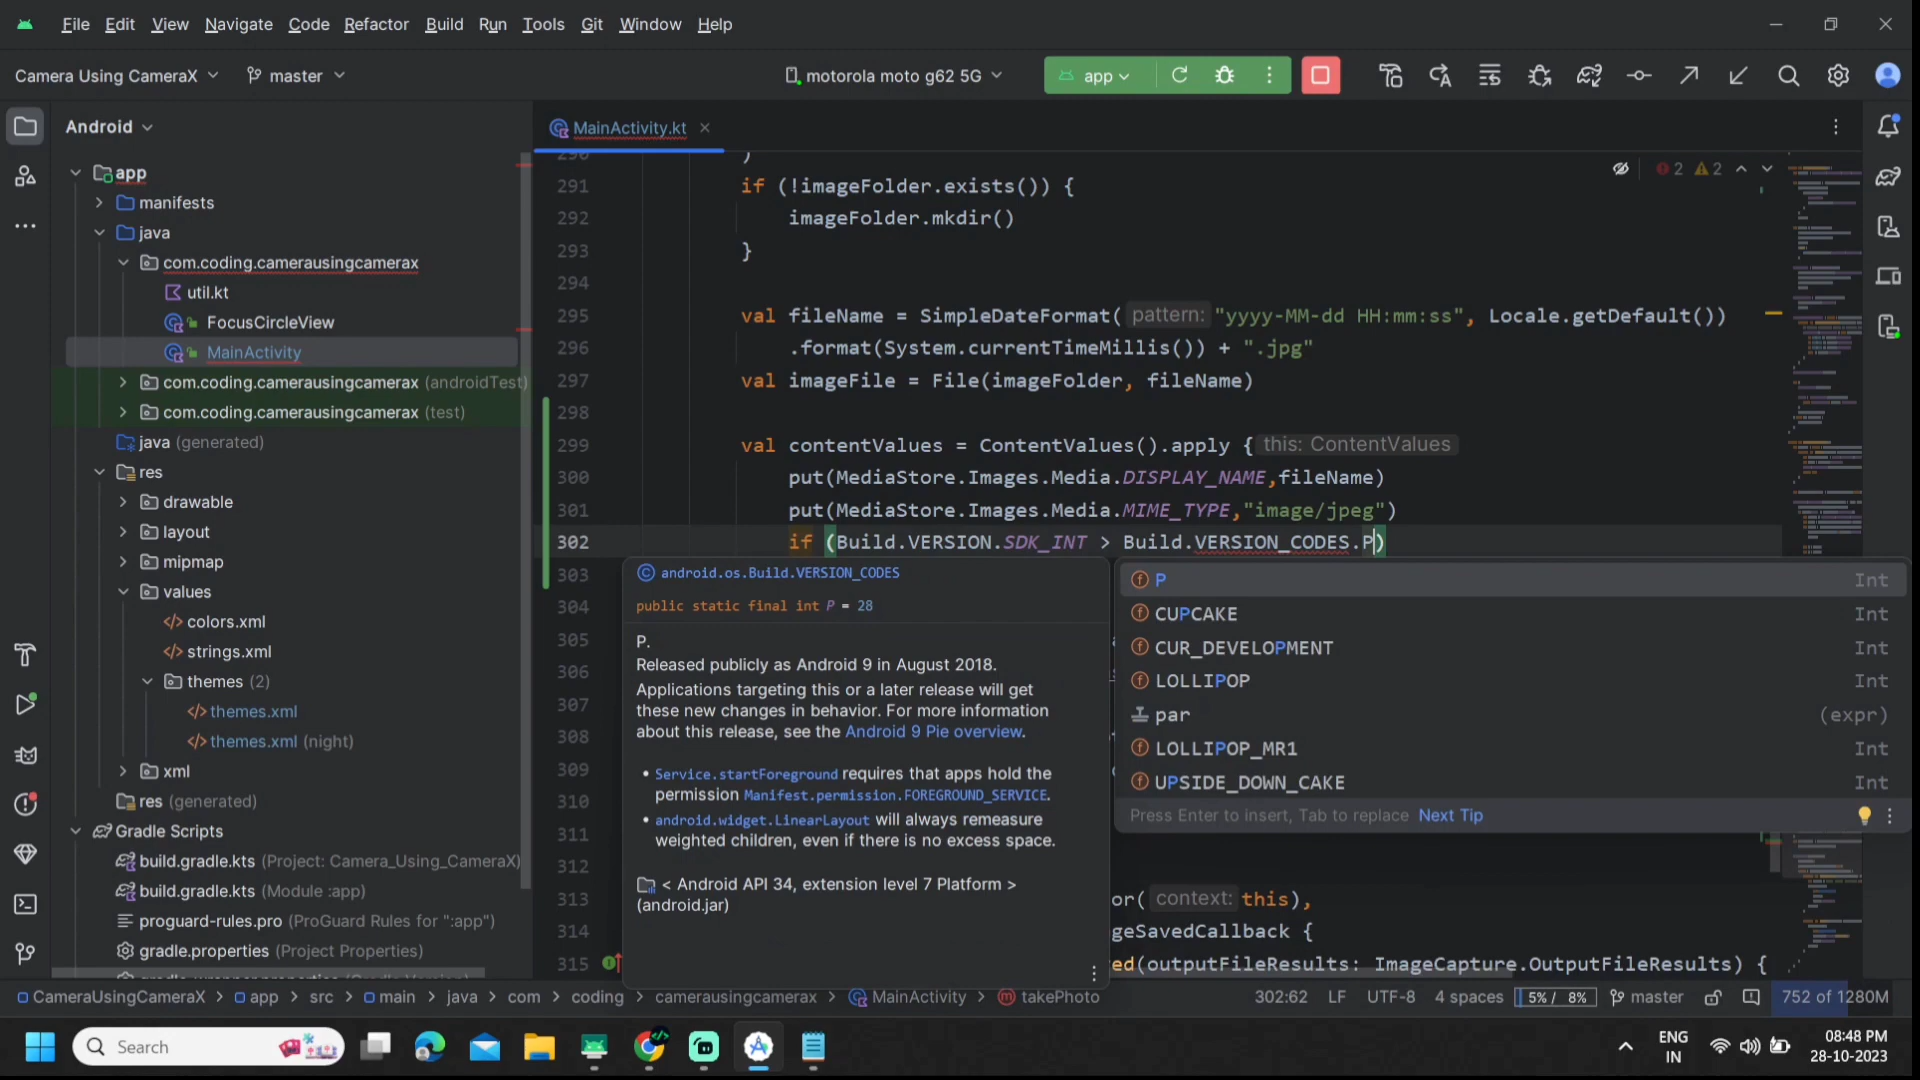 File Edit View Navigate Code Refactor Build Run Tools Git Window Help
Camera Using CameraX master motorola moto g62 5G app
Android
MainActivity.kt
app
manifests
java
com.coding.camerausingcamerax
util.kt
FocusCircleView
MainActivity
com.coding.camerausingcamerax (androidTest)
com.coding.camerausingcamerax (test)
java (generated)
res
drawable
layout
mipmap
values
colors.xml
strings.xml
themes (2)
themes.xml
themes.xml (night)
xml
res (generated)
Gradle Scripts
build.gradle.kts (Project: Camera_Using_CameraX)
build.gradle.kts (Module :app)
proguard-rules.pro (ProGuard Rules for ":app")
gradle.properties (Project Properties)
2 2
290 )
291 if (!imageFolder.exists()) {
292 imageFolder.mkdir()
293 }
294
295 val fileName = SimpleDateFormat( pattern: "yyyy-MM-dd HH:mm:ss", Locale.getDefault())
296 .format(System.currentTimeMillis()) + ".jpg"
297 val imageFile = File(imageFolder, fileName)
298
299 val contentValues = ContentValues().apply { this: ContentValues
300 put(MediaStore.Images.Media.DISPLAY_NAME,fileName)
301 put(MediaStore.Images.Media.MIME_TYPE,"image/jpeg")
302 if (Build.VERSION.SDK_INT > Build.VERSION_CODES.P)
303
304
305
306
307
308
309
310
311
312
313 or( context: this),
314 geSavedCallback {
315 ed(outputFileResults: ImageCapture.OutputFileResults) {
android.os.Build.VERSION_CODES
public static final int P = 28
P.
Released publicly as Android 9 in August 2018.
Applications targeting this or a later release will get
these new changes in behavior. For more information
about this release, see the Android 9 Pie overview.
• Service.startForeground requires that apps hold the
permission Manifest.permission.FOREGROUND_SERVICE.
• android.widget.LinearLayout will always remeasure
weighted children, even if there is no excess space.
< Android API 34, extension level 7 Platform >
(android.jar)
P Int
CUPCAKE Int
CUR_DEVELOPMENT Int
LOLLIPOP Int
par (expr)
LOLLIPOP_MR1 Int
UPSIDE_DOWN_CAKE Int
Press Enter to insert, Tab to replace Next Tip
CameraUsingCameraX > app > src > main > java > com > coding > camerausingcamerax > MainActivity > takePhoto 302:62 LF UTF-8 4 spaces 5% / 8% master 752 of 1280M
Search
ENG
IN
08:48 PM
28-10-2023